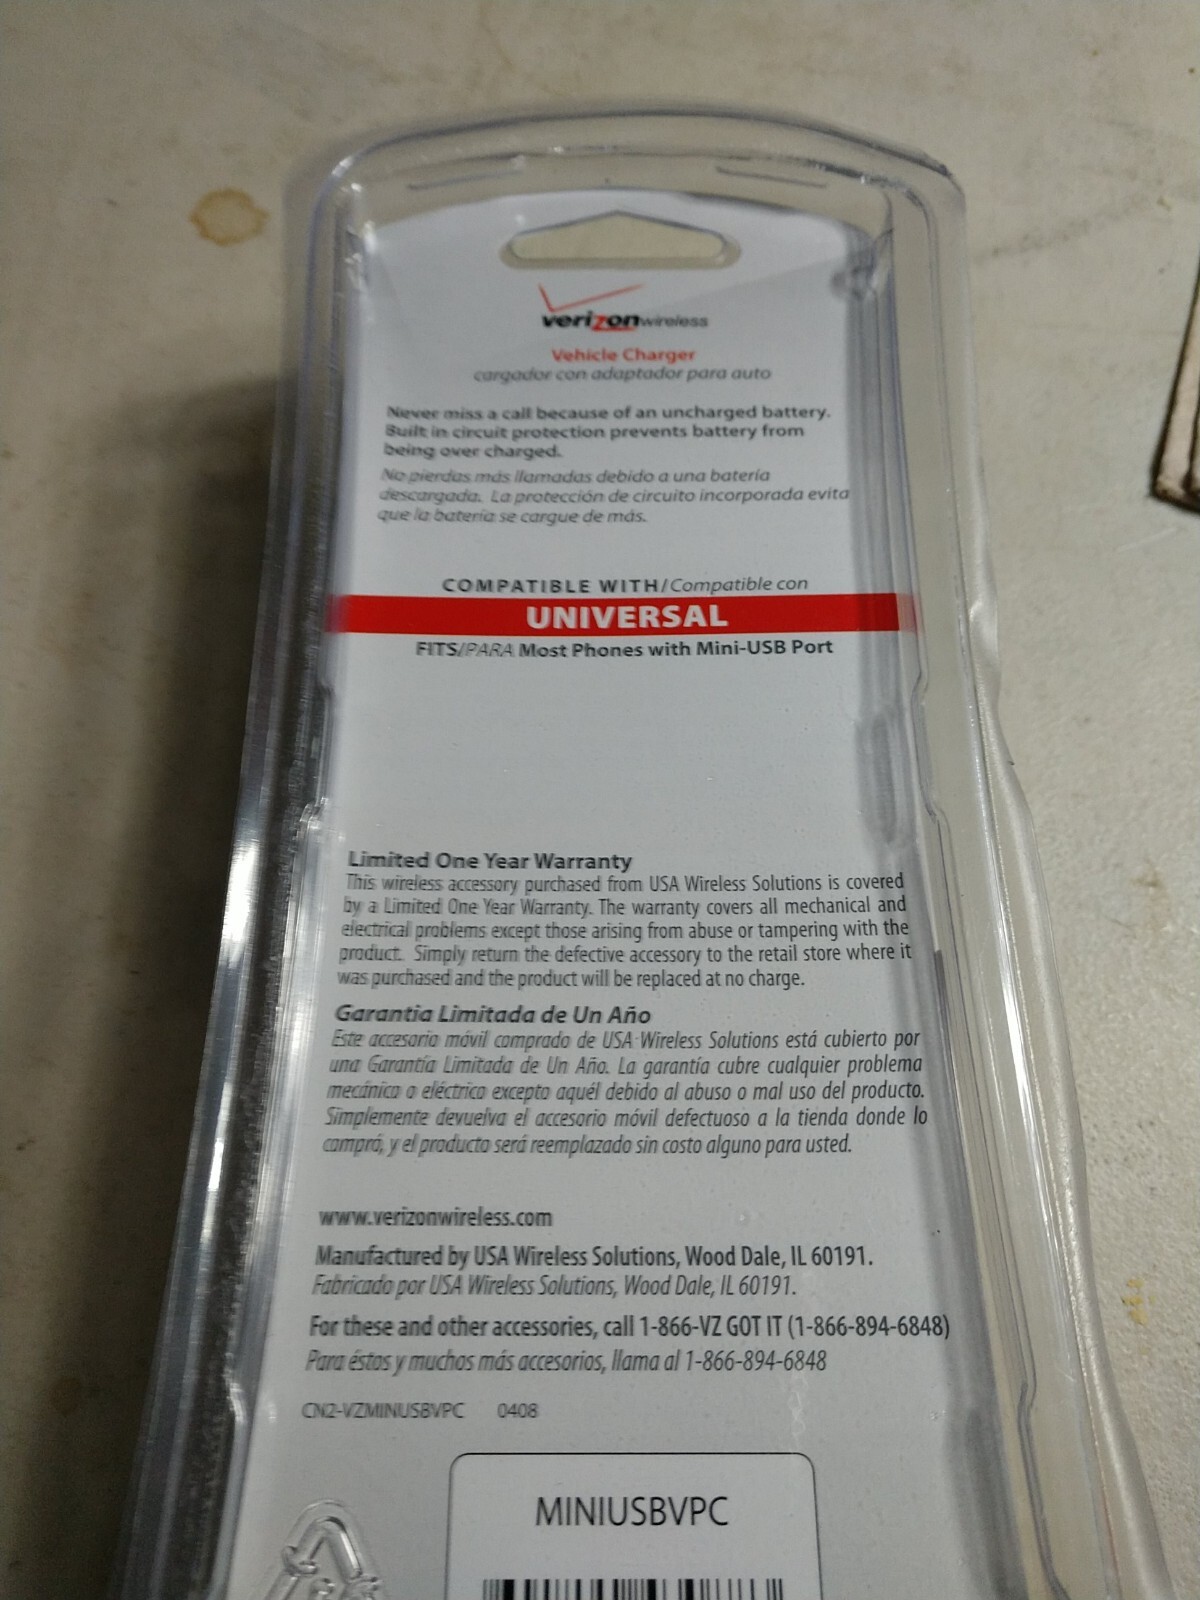 verizonwireless
Vehicle Charger
cargador con adaptador para auto
Never miss a call because of an uncharged battery.
Built in circuit protection prevents battery from
being over charged.
No pierdas más llamadas debido a una batería
descargada. La protección de circuito incorporada evita
que la batería se cargue de más.
COMPATIBLE WITH/Compatible con
UNIVERSAL
FITS/PARA Most Phones with Mini-USB Port
Limited One Year Warranty
This wireless accessory purchased from USA Wireless Solutions is covered
by a Limited One Year Warranty. The warranty covers all mechanical and
electrical problems except those arising from abuse or tampering with the
product. Simply return the defective accessory to the retail store where it
was purchased and the product will be replaced at no charge.
Garantia Limitada de Un Año
Este accesorio móvil comprado de USA Wireless Solutions está cubierto por
una Garantía Limitada de Un Año. La garantía cubre cualquier problema
mecánico o eléctrico excepto aquél debido al abuso o mal uso del producto.
Simplemente devuelva el accesorio móvil defectuoso a la tienda donde lo
compró, y el producto será reemplazado sin costo alguno para usted.
www.verizonwireless.com
Manufactured by USA Wireless Solutions, Wood Dale, IL 60191.
Fabricado por USA Wireless Solutions, Wood Dale, IL 60191.
For these and other accessories, call 1-866-VZ GOT IT (1-866-894-6848)
Para éstos y muchos más accesorios, llama al 1-866-894-6848
CN2-VZMINUSBVPC 0408
MINIUSBVPC